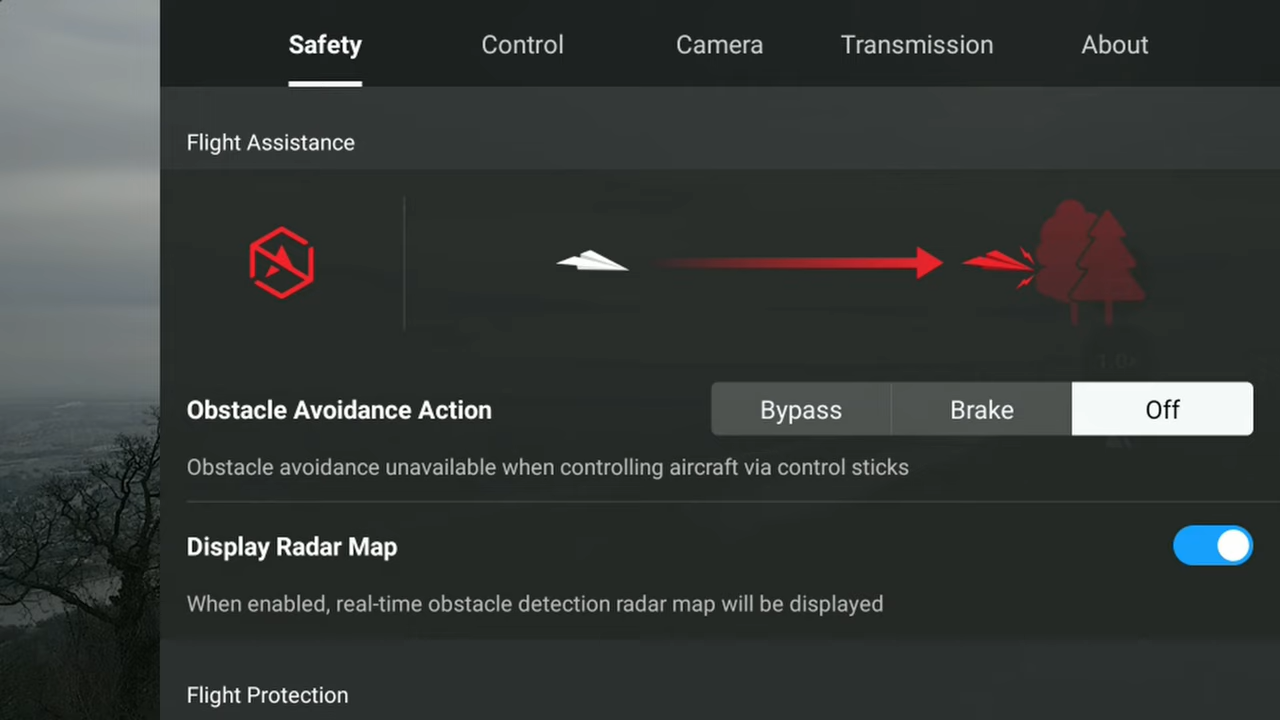 Safety Control Camera Transmission About
Flight Assistance
1.0x
Obstacle Avoidance Action Bypass Brake Off
Obstacle avoidance unavailable when controlling aircraft via control sticks
Display Radar Map
When enabled, real-time obstacle detection radar map will be displayed
Flight Protection